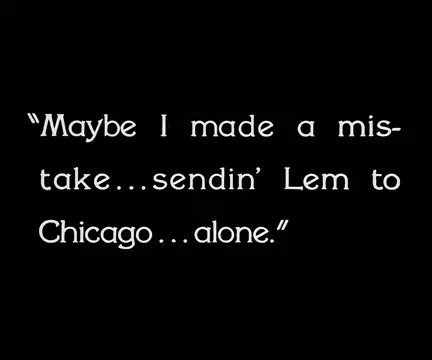 “Maybe I made a mis-
take...sendin’ Lem to
Chicago...alone.”